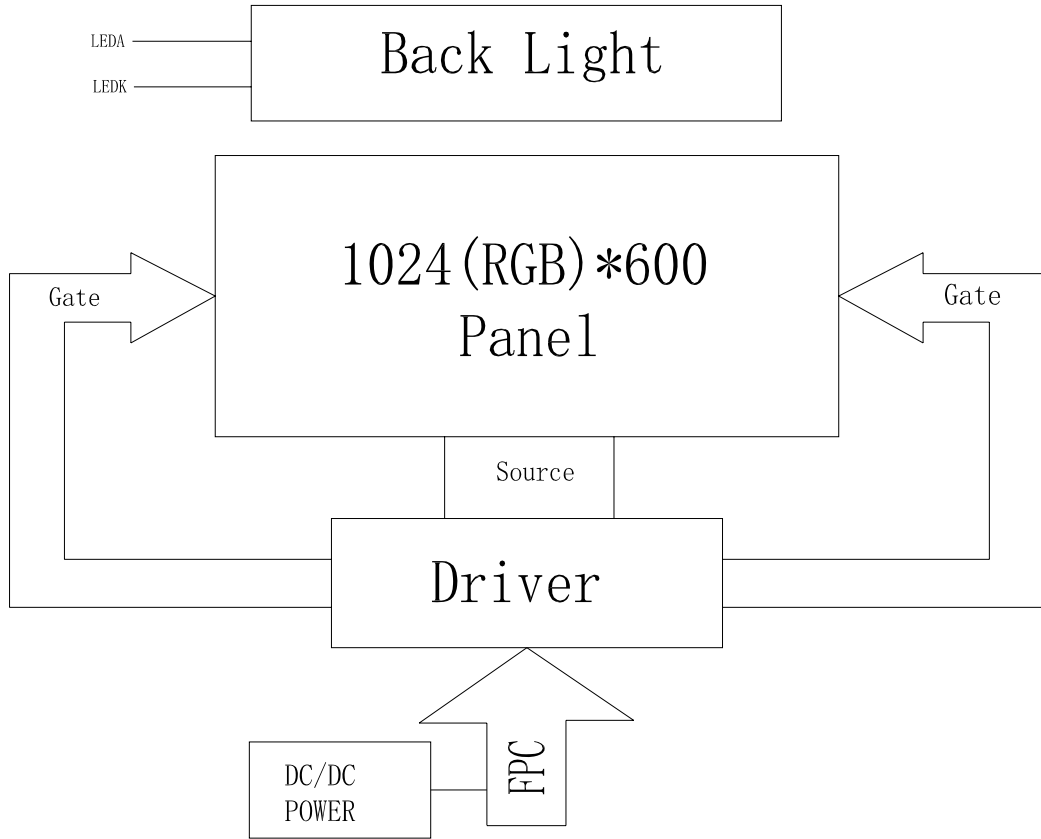 LEDA
LEDK
Back Light
1024(RGB)*600
Panel
Gate
Gate
Source
Driver
FPC
DC/DC
POWER